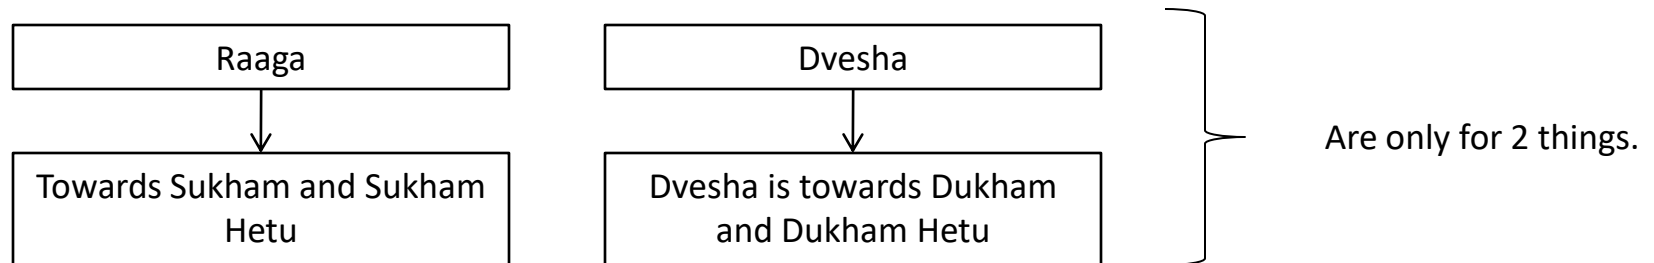 Raaga
Towards Sukham and Sukham
Hetu
Dvesha
Dvesha is towards Dukham
and Dukham Hetu
Are only for 2 things.